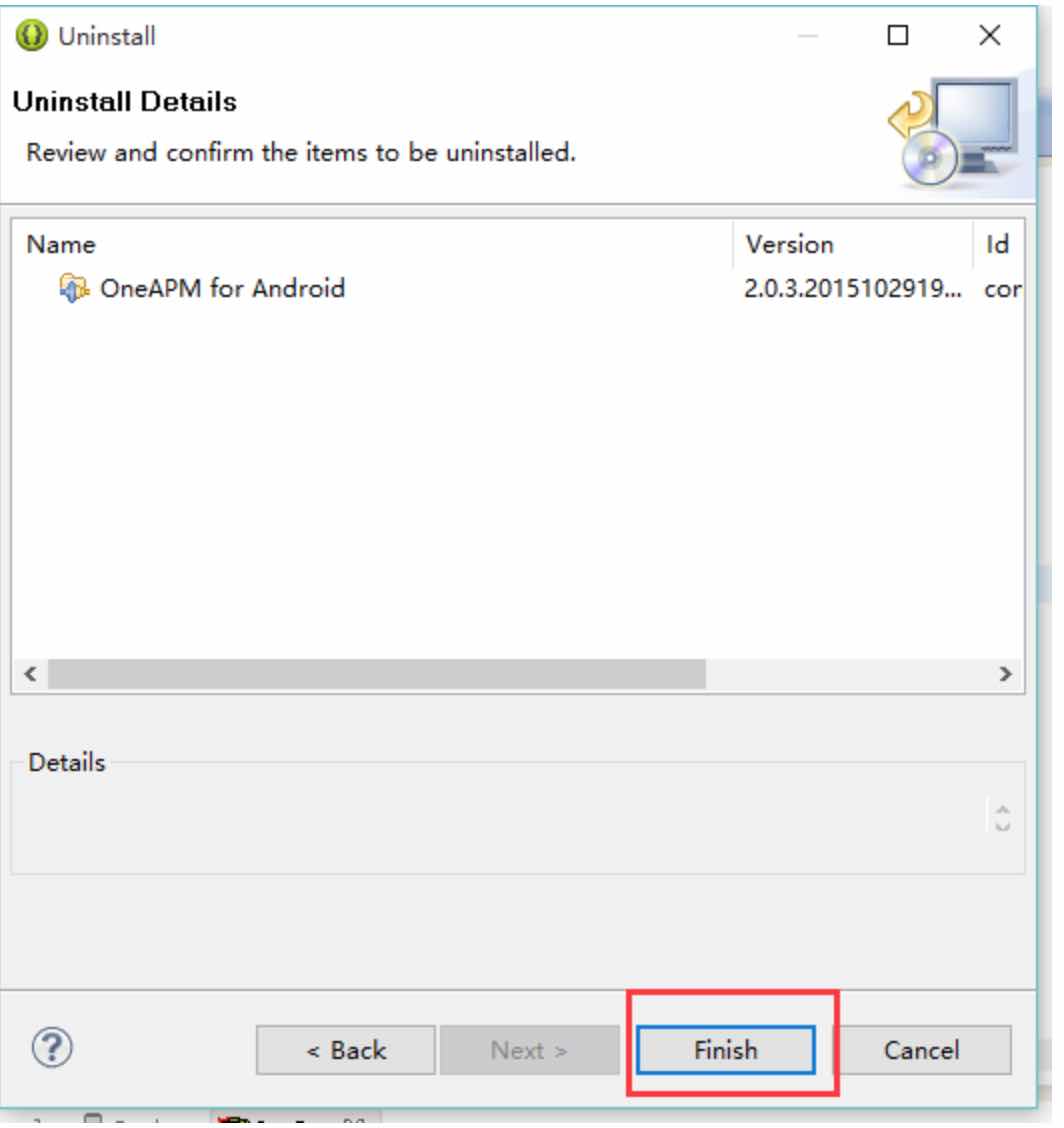 Uninstall
Uninstall Details
Review and confirm the items to be uninstalled.
Name Version Id
OneAPM for Android 2.0.3.2015102919... cor
Details
< Back Next > Finish Cancel